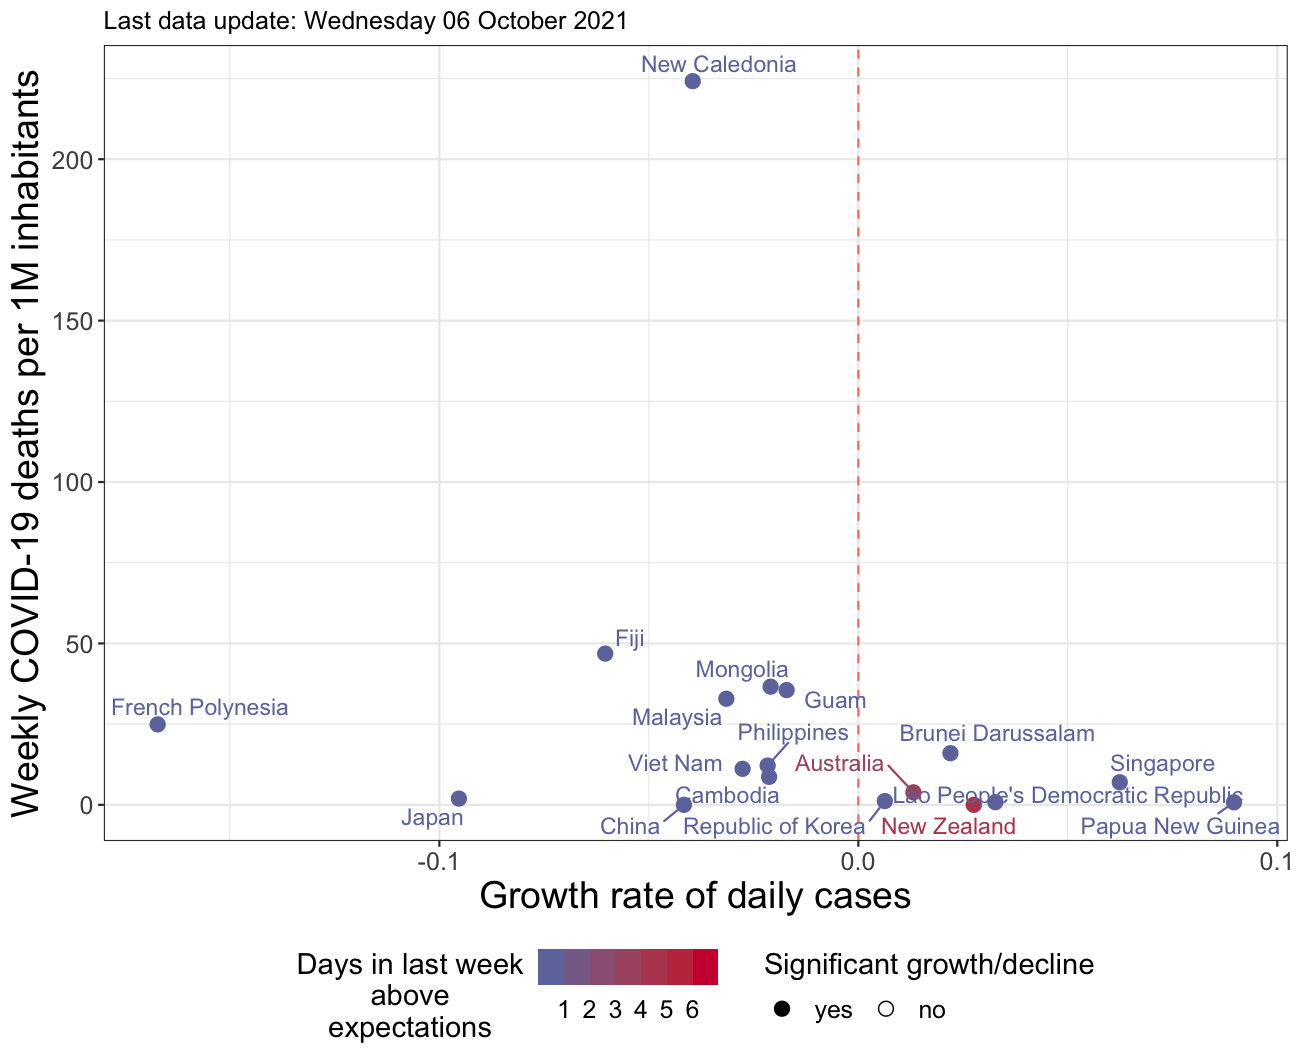 Last data update: Wednesday 06 October 2021
Weekly COVID-19 deaths per 1M inhabitants
200
150
100
50
0
New Caledonia
Fiji
Mongolia
French Polynesia
Guam
Malaysia
Philippines
Brunei Darussalam
Viet Nam
Australia
Singapore
Cambodia
Lao People's Democratic Republic
Japan
China
Republic of Korea
New Zealand
Papua New Guinea
-0.1
0.0
0.1
Growth rate of daily cases
Days in last week
above
expectations
1 2 3 4 5 6
Significant growth/decline
yes
no